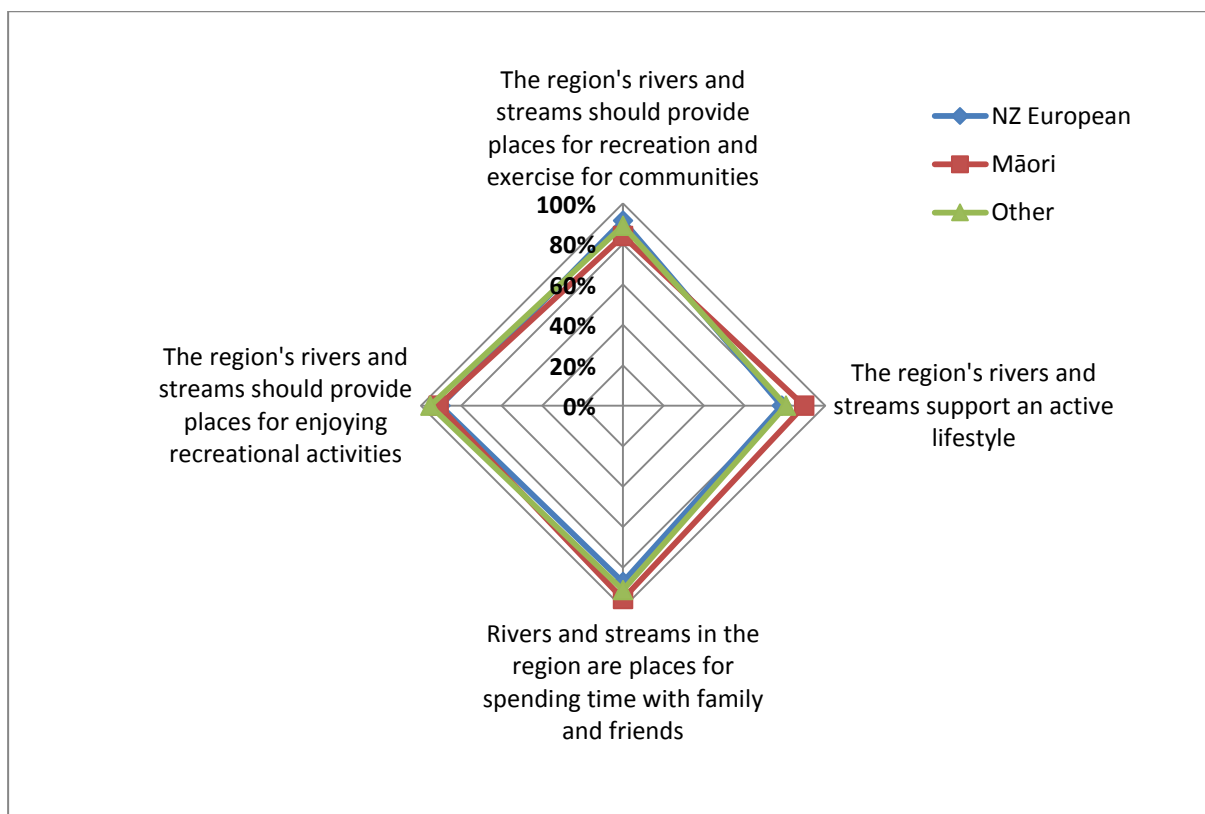 The region's rivers and
streams should provide
places for recreation and
exercise for communities
NZ European
Māori
Other
100%
80%
60%
40%
20%
0%
The region's rivers and
streams should provide
places for enjoying
recreational activities
The region's rivers and
streams support an active
lifestyle
Rivers and streams in the
region are places for
spending time with family
and friends